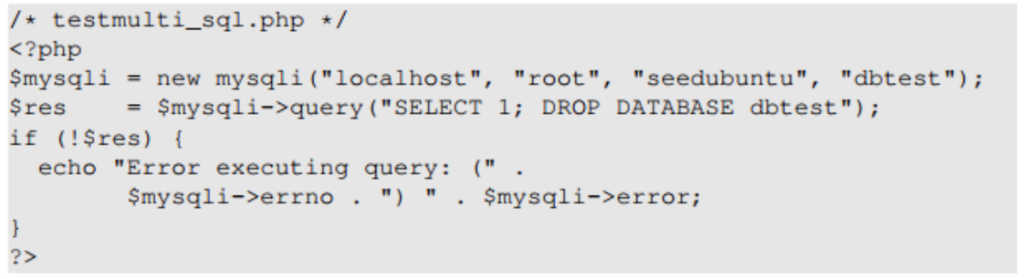 /* testmulti_sql.php */
<?php
$mysqli = new mysqli("localhost", "root", "seedubuntu", "dbtest");
$res    = $mysqli->query("SELECT 1; DROP DATABASE dbtest");
if (!$res) {
  echo "Error executing query: (" .
        $mysqli->errno . ") " . $mysqli->error;
}
?>